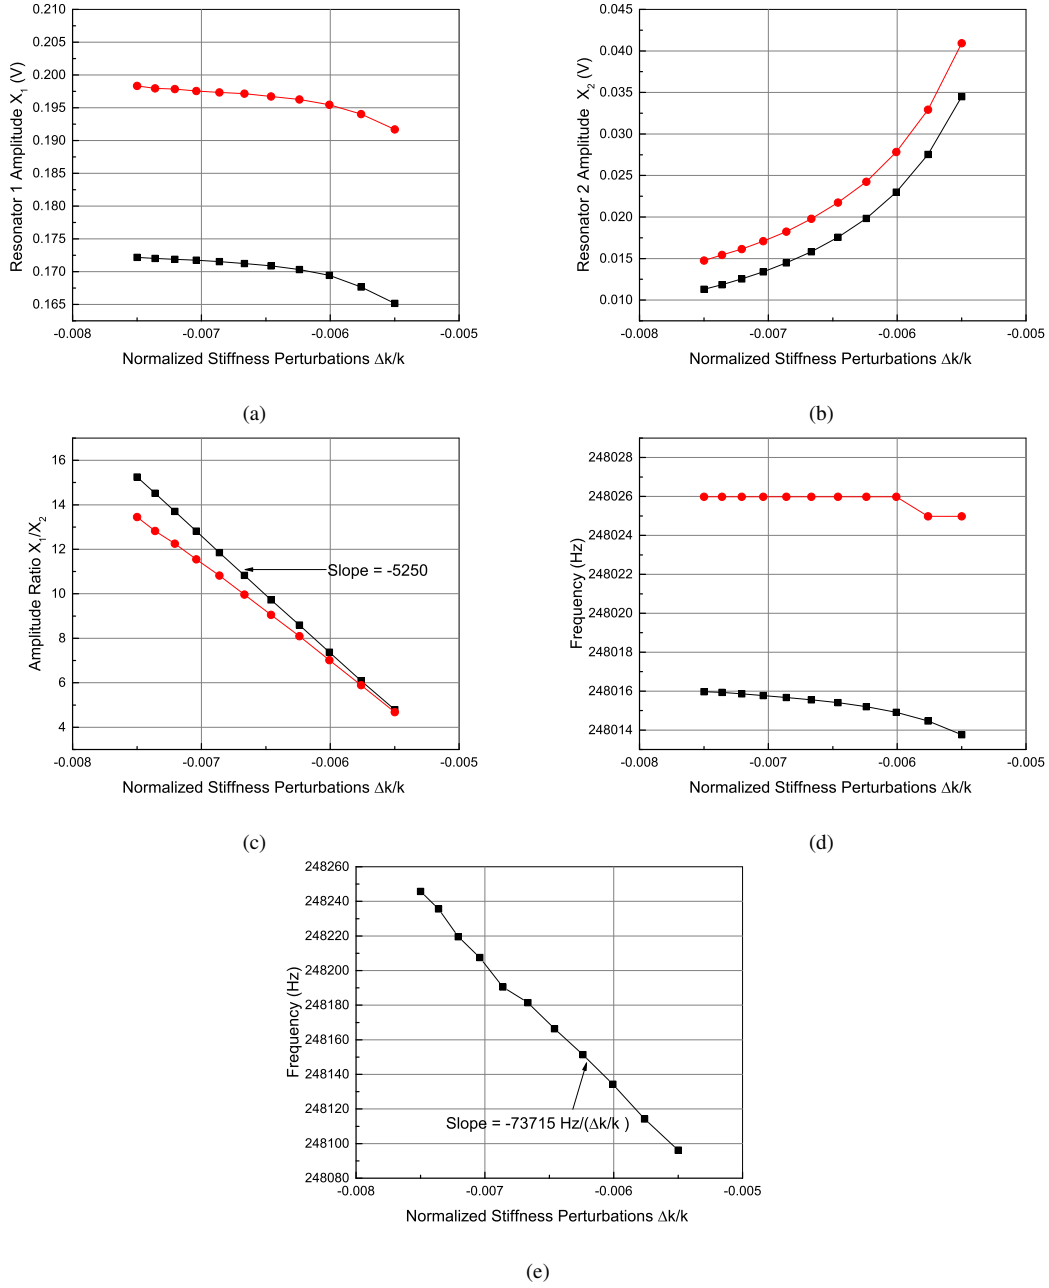 0.210
0.205
0.200
0.195
0.190
0.185
0.180
0.175
0.170
0.165
Resonator 1 Amplitude X1 (V)
-0.008 -0.007 -0.006 -0.005
Normalized Stiffness Perturbations Δk/k
(a)
0.045
0.040
0.035
0.030
0.025
0.020
0.015
0.010
Resonator 2 Amplitude X2 (V)
-0.008 -0.007 -0.006 -0.005
Normalized Stiffness Perturbations Δk/k
(b)
16
14
12
10
8
6
4
Amplitude Ratio X1/X2
Slope = -5250
-0.008 -0.007 -0.006 -0.005
Normalized Stiffness Perturbations Δk/k
(c)
248028
248026
248024
248022
248020
248018
248016
248014
Frequency (Hz)
-0.008 -0.007 -0.006 -0.005
Normalized Stiffness Perturbations Δk/k
(d)
248260
248240
248220
248200
248180
248160
248140
248120
248100
248080
Frequency (Hz)
Slope = -73715 Hz/(Δk/k )
-0.008 -0.007 -0.006 -0.005
Normalized Stiffness Perturbations Δk/k
(e)